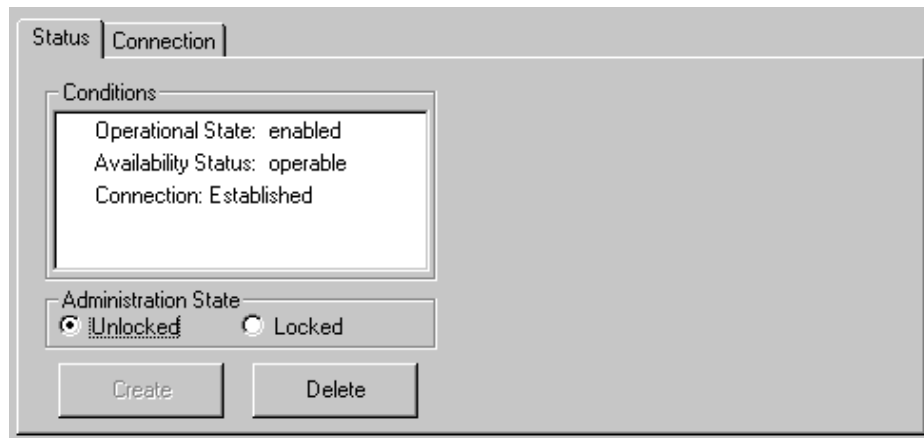 Status Connection
Conditions
Operational State: enabled
Availability Status: operable
Connection: Established
Administration State
Unlocked Locked
Create Delete